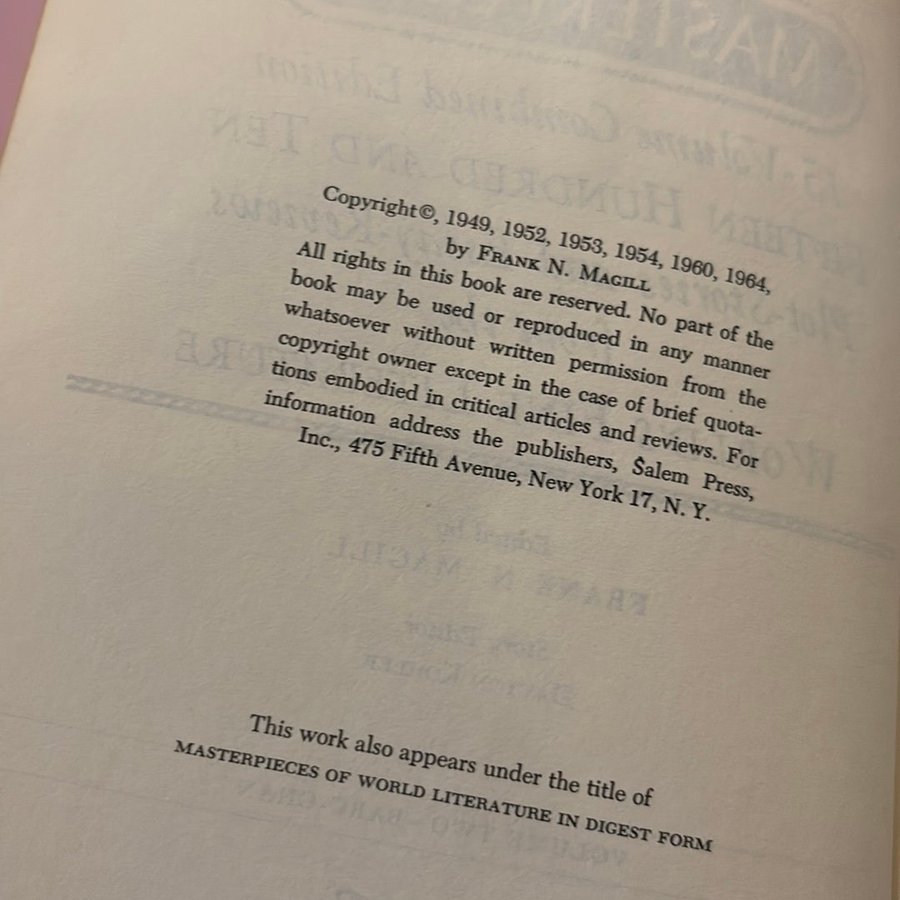 Copyright©, 1949, 1952, 1953, 1954, 1960, 1964,
by FRANK N. MAGILL
All rights in this book are reserved. No part of the
book may be used or reproduced in any manner
whatsoever without written permission from the
copyright owner except in the case of brief quota-
tions embodied in critical articles and reviews. For
information address the publishers, Salem Press,
Inc., 475 Fifth Avenue, New York 17, N. Y.
This work also appears under the title of
MASTERPIECES OF WORLD LITERATURE IN DIGEST FORM